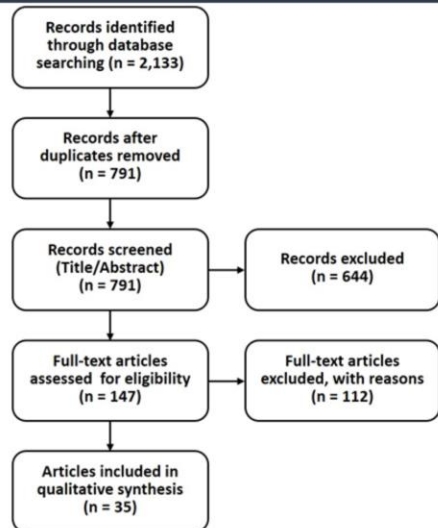 Records identified
through database
searching (n = 2,133)
Records after
duplicates removed
(n = 791)
Records screened
(Title/Abstract)
(n = 791)
Records excluded
(n = 644)
Full-text articles
assessed for eligibility
(n = 147)
Full-text articles
excluded, with reasons
(n = 112)
Articles included in
qualitative synthesis
(n = 35)